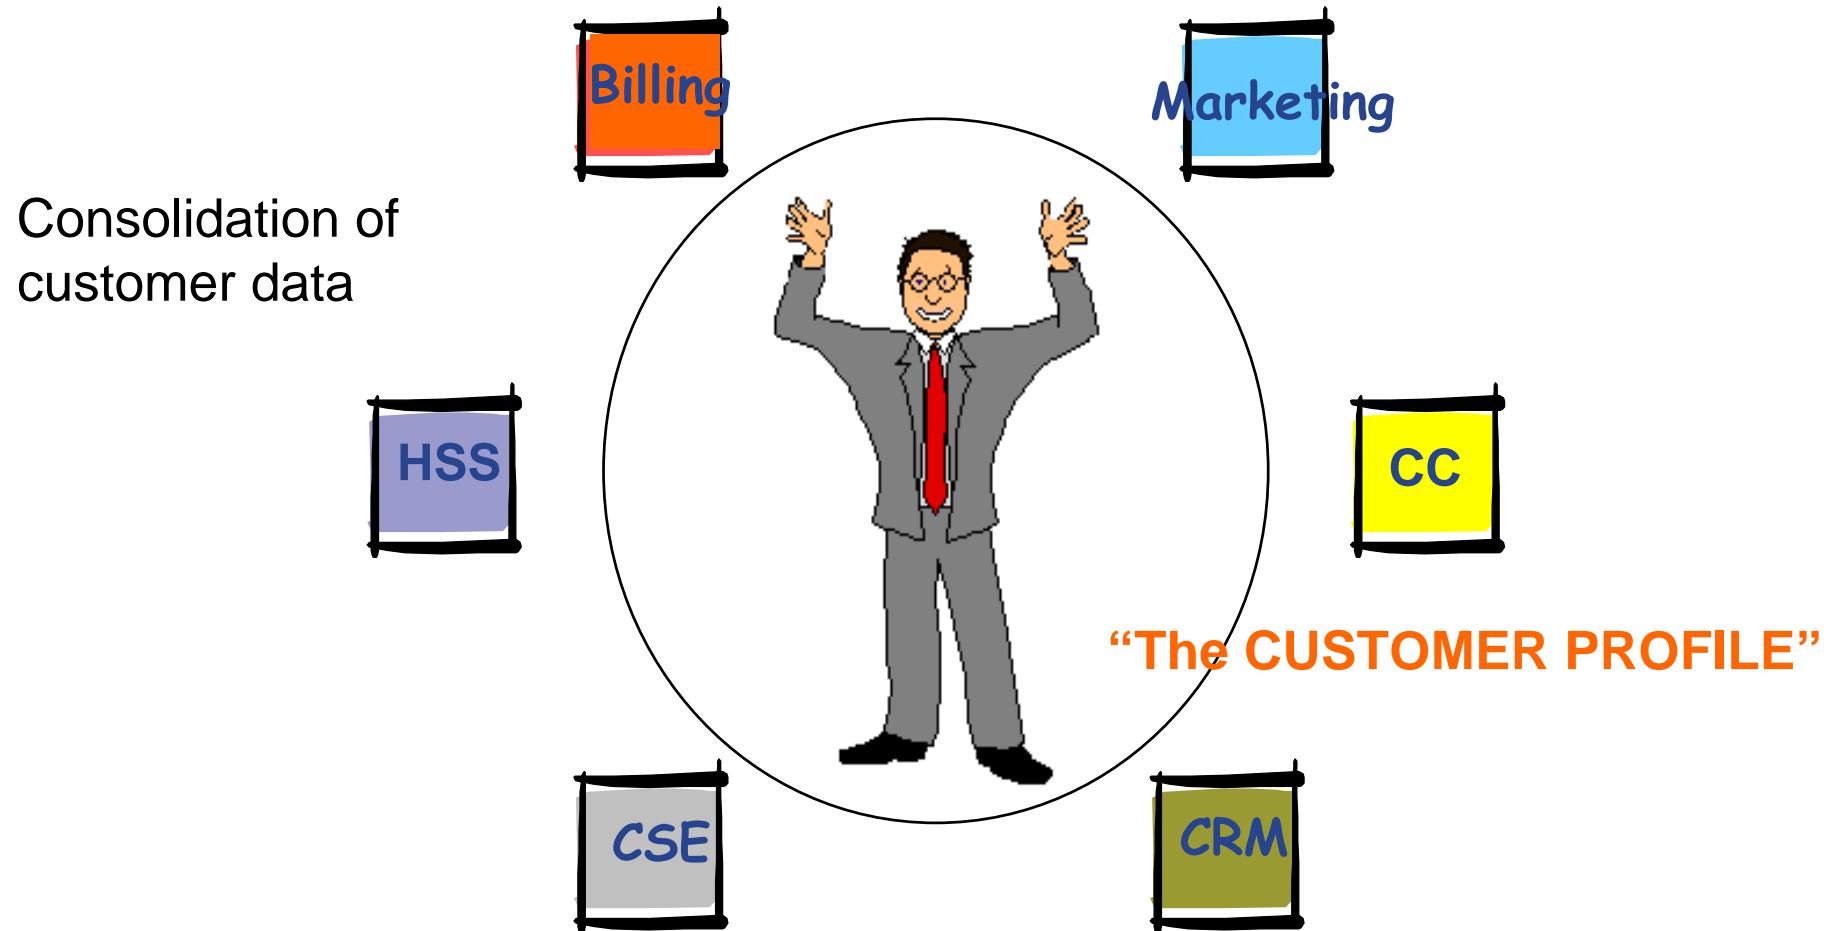 Billing
Marketing
Consolidation of
customer data
HSS
CC
“The CUSTOMER PROFILE”
CSE
CRM